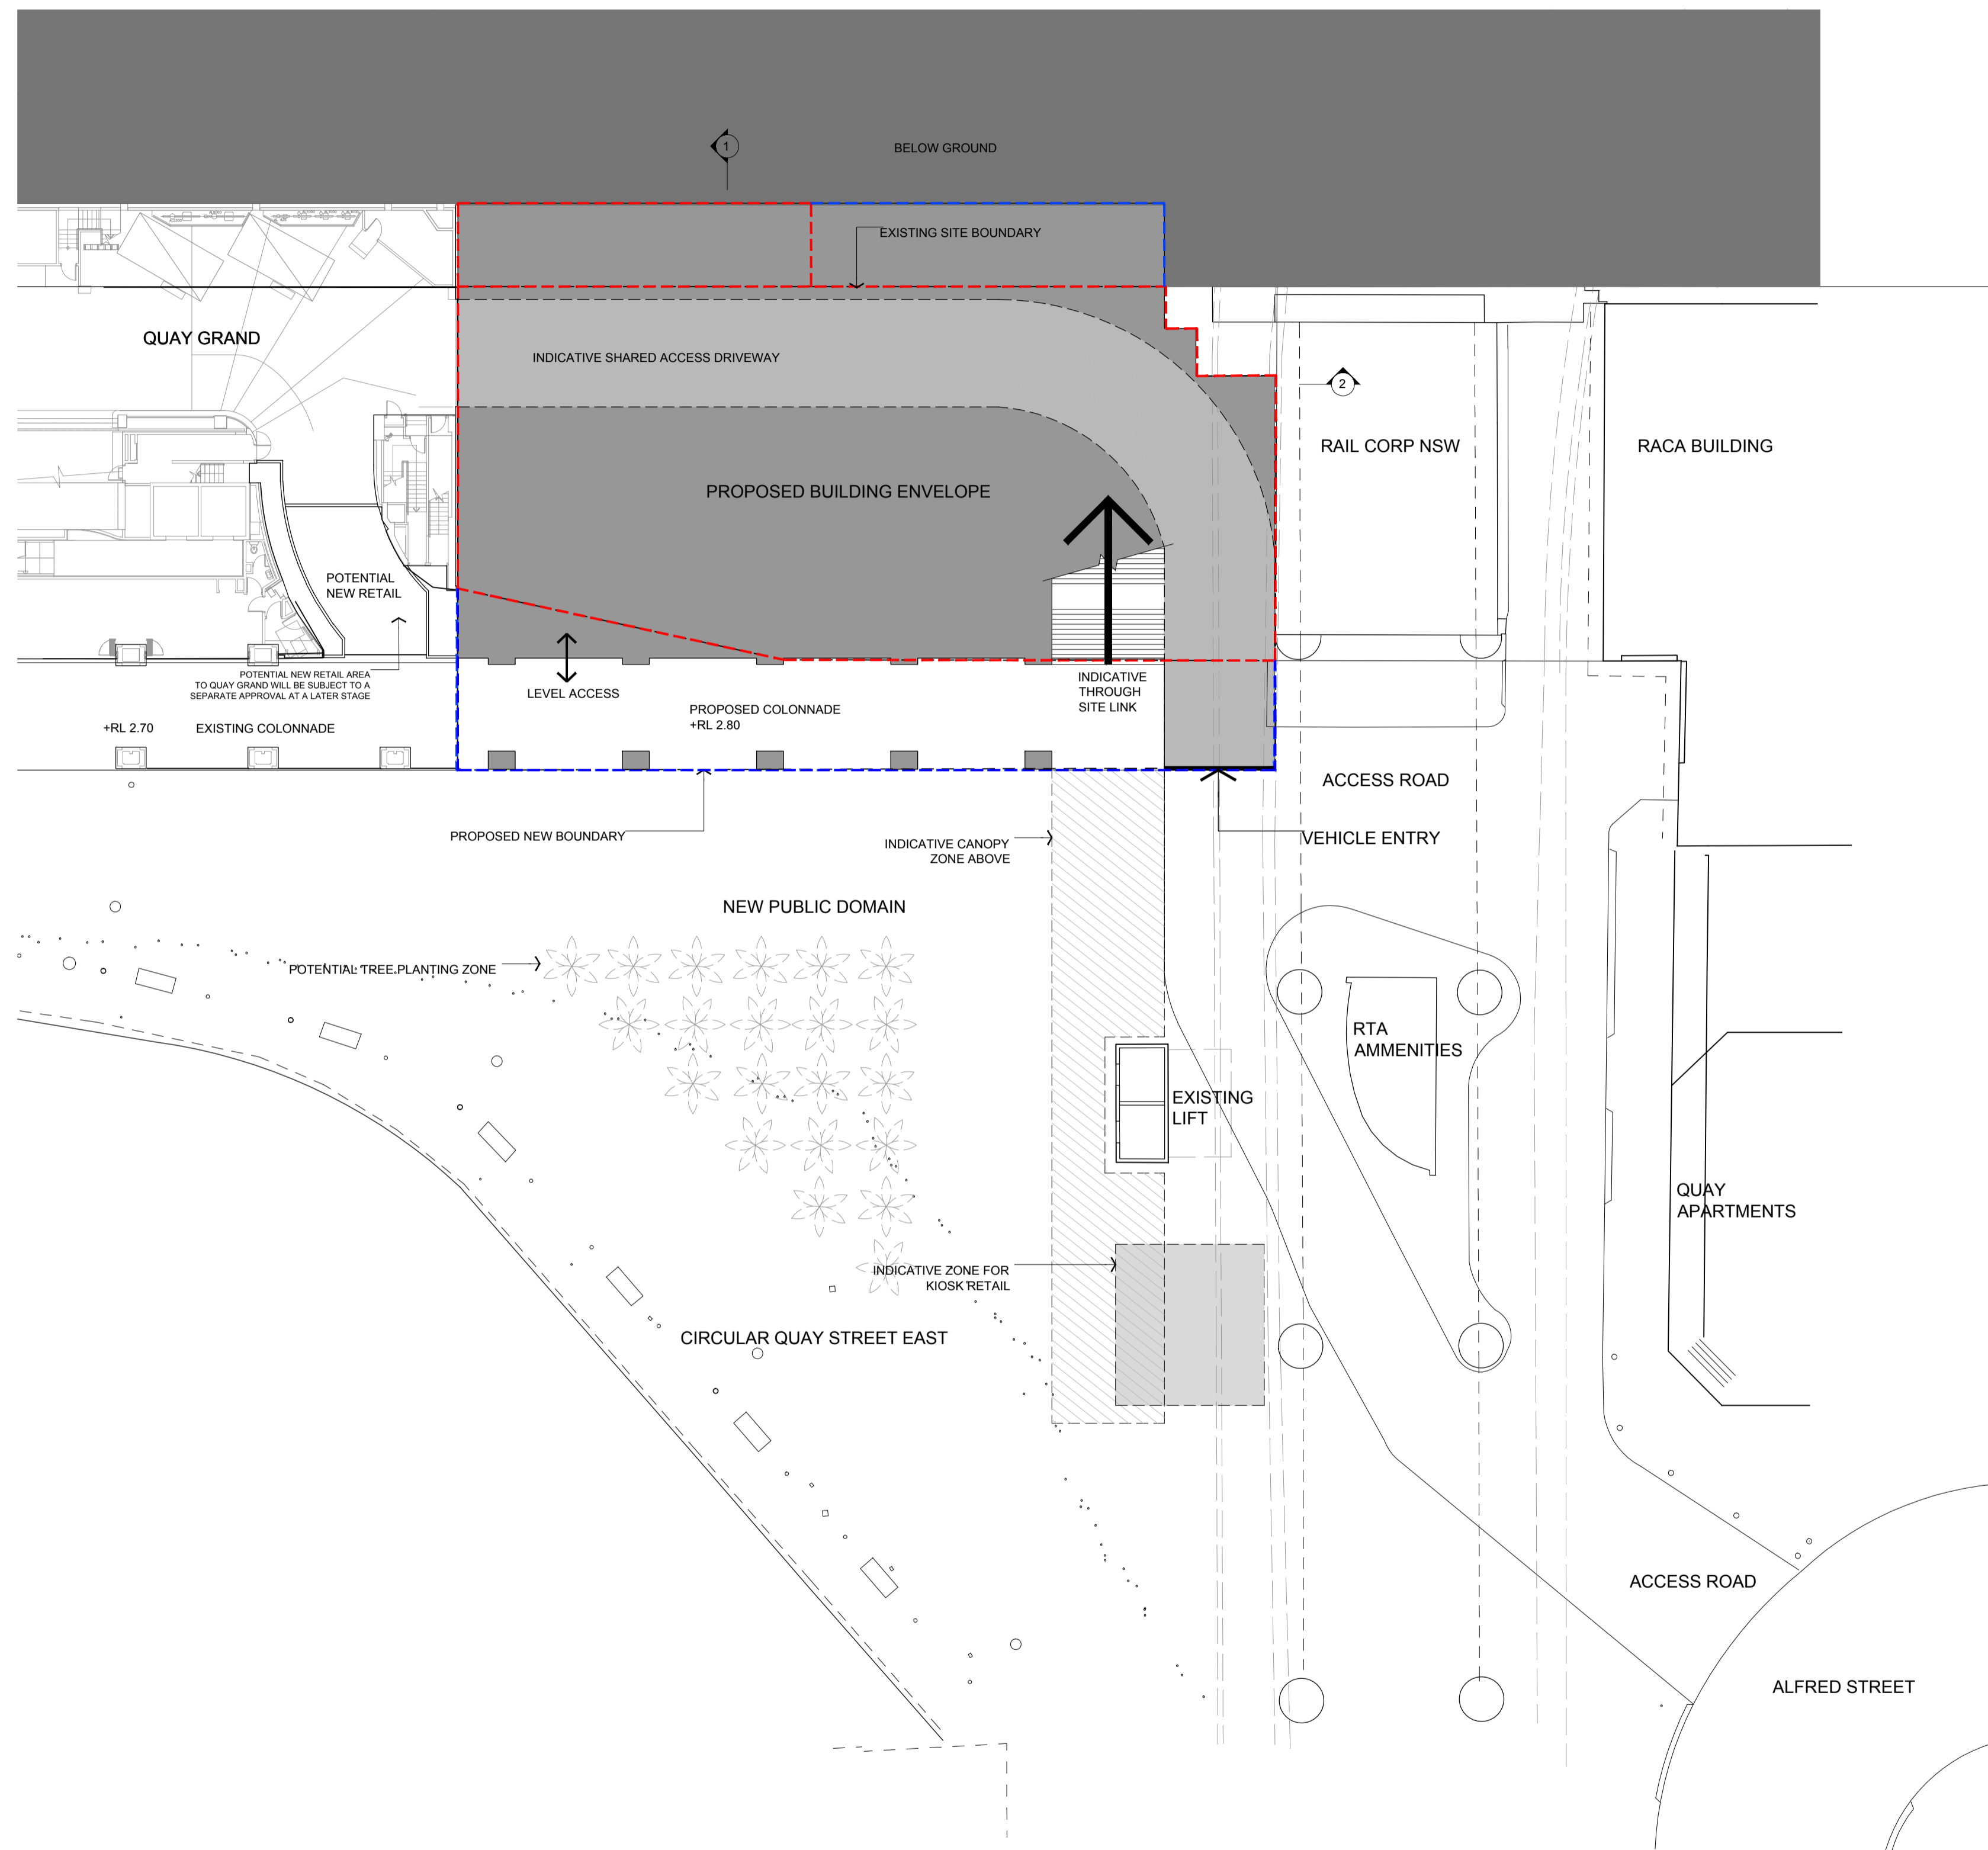 1
BELOW GROUND
EXISTING SITE BOUNDARY
QUAY GRAND
INDICATIVE SHARED ACCESS DRIVEWAY
2
RAIL CORP NSW
RACA BUILDING
PROPOSED BUILDING ENVELOPE
POTENTIAL
NEW RETAIL
POTENTIAL NEW RETAIL AREA
TO QUAY GRAND WILL BE SUBJECT TO A
SEPARATE APPROVAL AT A LATER STAGE
LEVEL ACCESS
INDICATIVE
THROUGH
SITE LINK
PROPOSED COLONNADE
+RL 2.80
+RL 2.70
EXISTING COLONNADE
ACCESS ROAD
PROPOSED NEW BOUNDARY
INDICATIVE CANOPY
ZONE ABOVE
VEHICLE ENTRY
NEW PUBLIC DOMAIN
POTENTIAL TREE PLANTING ZONE
RTA
AMMENITIES
EXISTING
LIFT
QUAY
APARTMENTS
INDICATIVE ZONE FOR
KIOSK RETAIL
CIRCULAR QUAY STREET EAST
ACCESS ROAD
ALFRED STREET